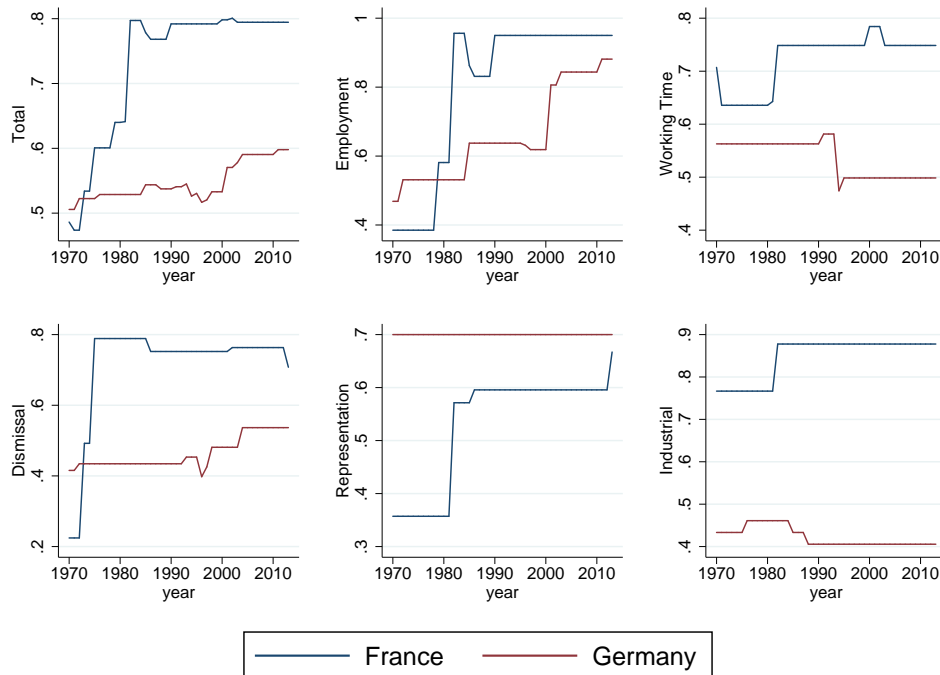 Total
.5 .6 .7 .8
1970 1980 1990 2000 2010
year
Employment
.4 .6 .8 1
1970 1980 1990 2000 2010
year
Working Time
.4 .5 .6 .7 .8
1970 1980 1990 2000 2010
year
Dismissal
.2 .4 .6 .8
1970 1980 1990 2000 2010
year
Representation
.3 .4 .5 .6 .7
1970 1980 1990 2000 2010
year
Industrial
.4 .5 .6 .7 .8 .9
1970 1980 1990 2000 2010
year
France Germany